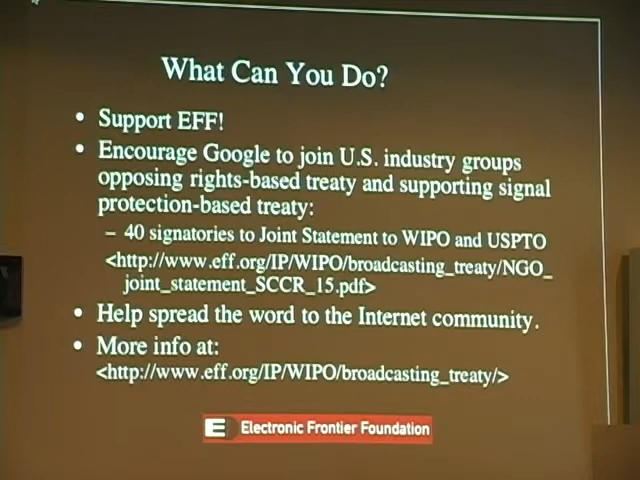 What Can You Do?
• Support EFF!
• Encourage Google to join U.S. industry groups
opposing rights-based treaty and supporting signal
protection-based treaty:
– 40 signatories to Joint Statement to WIPO and USPTO
<http://www.eff.org/IP/WIPO/broadcasting_treaty/NGO_
joint_statement_SCCR_15.pdf>
• Help spread the word to the Internet community.
• More info at:
<http://www.eff.org/IP/WIPO/broadcasting_treaty/>
E Electronic Frontier Foundation